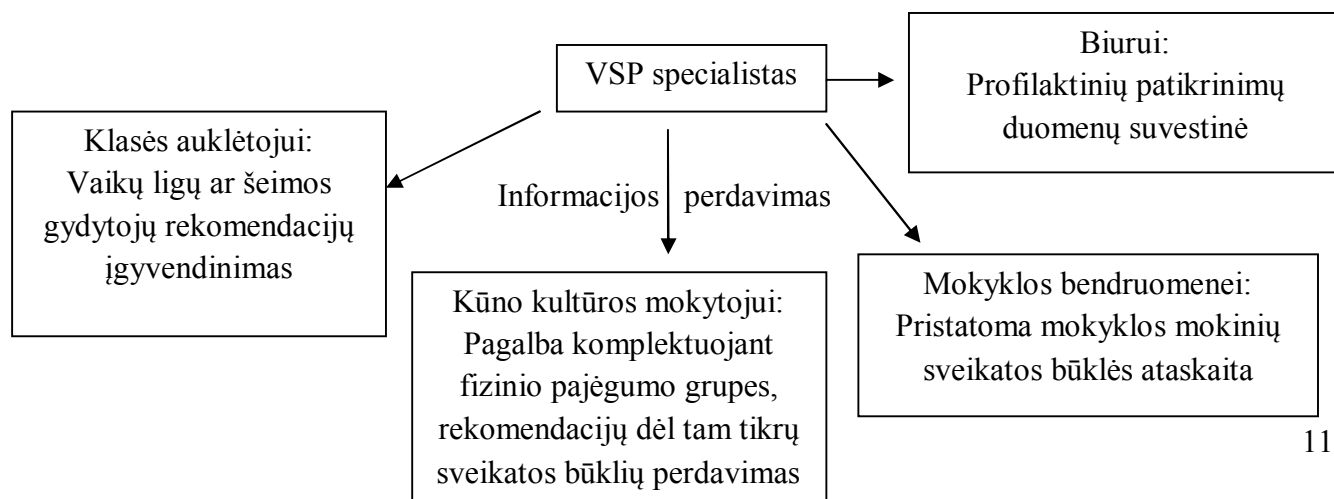 VSP specialistas
Biurui:
Profilaktinių patikrinimų
duomenų suvestinė
Klasės auklėtojui:
Vaikų ligų ar šeimos
gydytojų rekomendacijų
įgyvendinimas
Informacijos perdavimas
Kūno kultūros mokytojui:
Pagalba komplektuojant
fizinio pajėgumo grupes,
rekomendacijų dėl tam tikrų
sveikatos būklių perdavimas
Mokyklos bendruomenei:
Pristatoma mokyklos mokinių
sveikatos būklės ataskaita
11